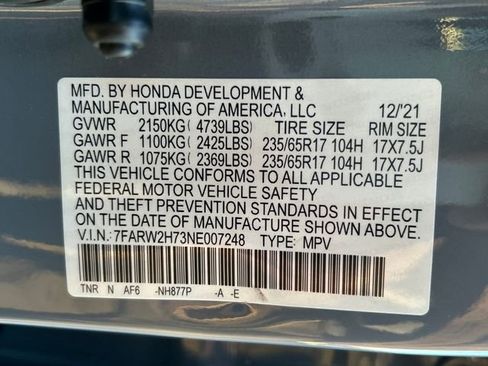 MFD. BY HONDA DEVELOPMENT &
MANUFACTURING OF AMERICA, LLC 12/'21
GVWR 2150KG( 4739LBS) TIRE SIZE RIM SIZE
GAWR F 1100KG( 2425LBS) 235/65R17 104H 17X7.5J
GAWR R 1075KG( 2369LBS) 235/65R17 104H 17X7.5J
THIS VEHICLE CONFORMS TO ALL APPLICABLE
FEDERAL MOTOR VEHICLE SAFETY
AND THEFT PREVENTION STANDARDS IN EFFECT
ON THE DATE OF MANUFACTURE SHOWN ABOVE.
V.I.N.: 7FARW2H73NE007248 TYPE: MPV
TNR N AF6 -NH877P -A -E